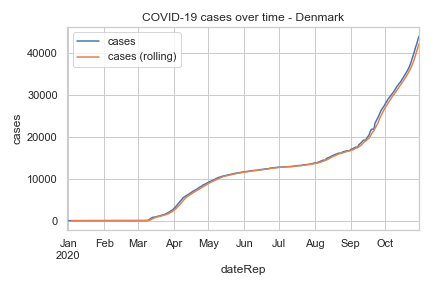 COVID-19 cases over time - Denmark
cases
cases (rolling)
40000
30000
20000
10000
0
cases
Jan Feb Mar Apr May Jun Jul Aug Sep Oct
2020
dateRep